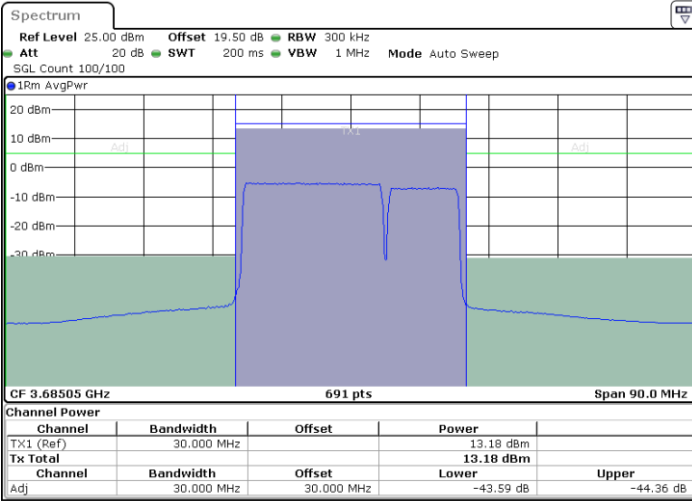 Spectrum
Ref Level 25.00 dBm Offset 19.50 dB RBW 300 kHz
Att 20 dB SWT 200 ms VBW 1 MHz Mode Auto Sweep
SGL Count 100/100
1Rm AvgPwr
20 dBm
TX1
10 dBm
Adj Adj
0 dBm
-10 dBm
-20 dBm
-30 dBm
CF 3.68505 GHz 691 pts Span 90.0 MHz
Channel Power
Channel Bandwidth Offset Power
TX1 (Ref) 30.000 MHz 13.18 dBm
Tx Total 13.18 dBm
Channel Bandwidth Offset Lower Upper
Adj 30.000 MHz 30.000 MHz -43.59 dB -44.36 dB